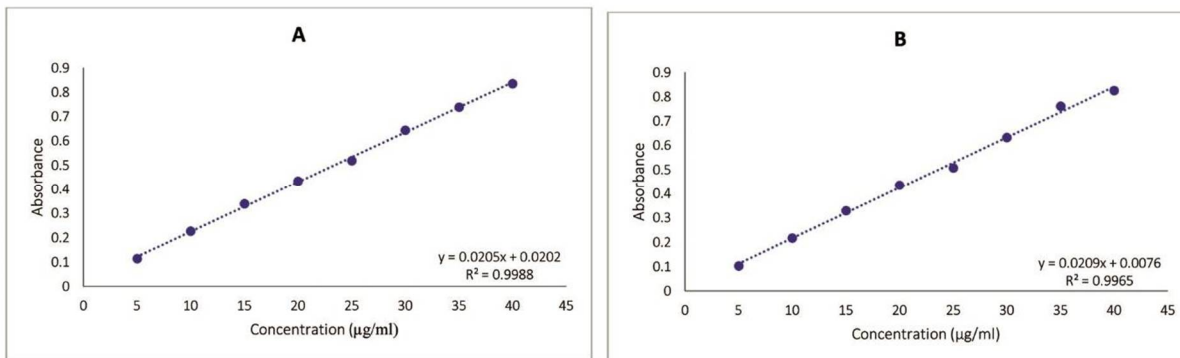 A
0.9
0.8
0.7
0.6
0.5
0.4
0.3
0.2
0.1
0
Absorbance
y = 0.0205x + 0.0202
R² = 0.9988
0 5 10 15 20 25 30 35 40 45
Concentration (µg/ml)
B
0.9
0.8
0.7
0.6
0.5
0.4
0.3
0.2
0.1
0
Absorbance
y = 0.0209x + 0.0076
R² = 0.9965
0 5 10 15 20 25 30 35 40 45
Concentration (µg/ml)